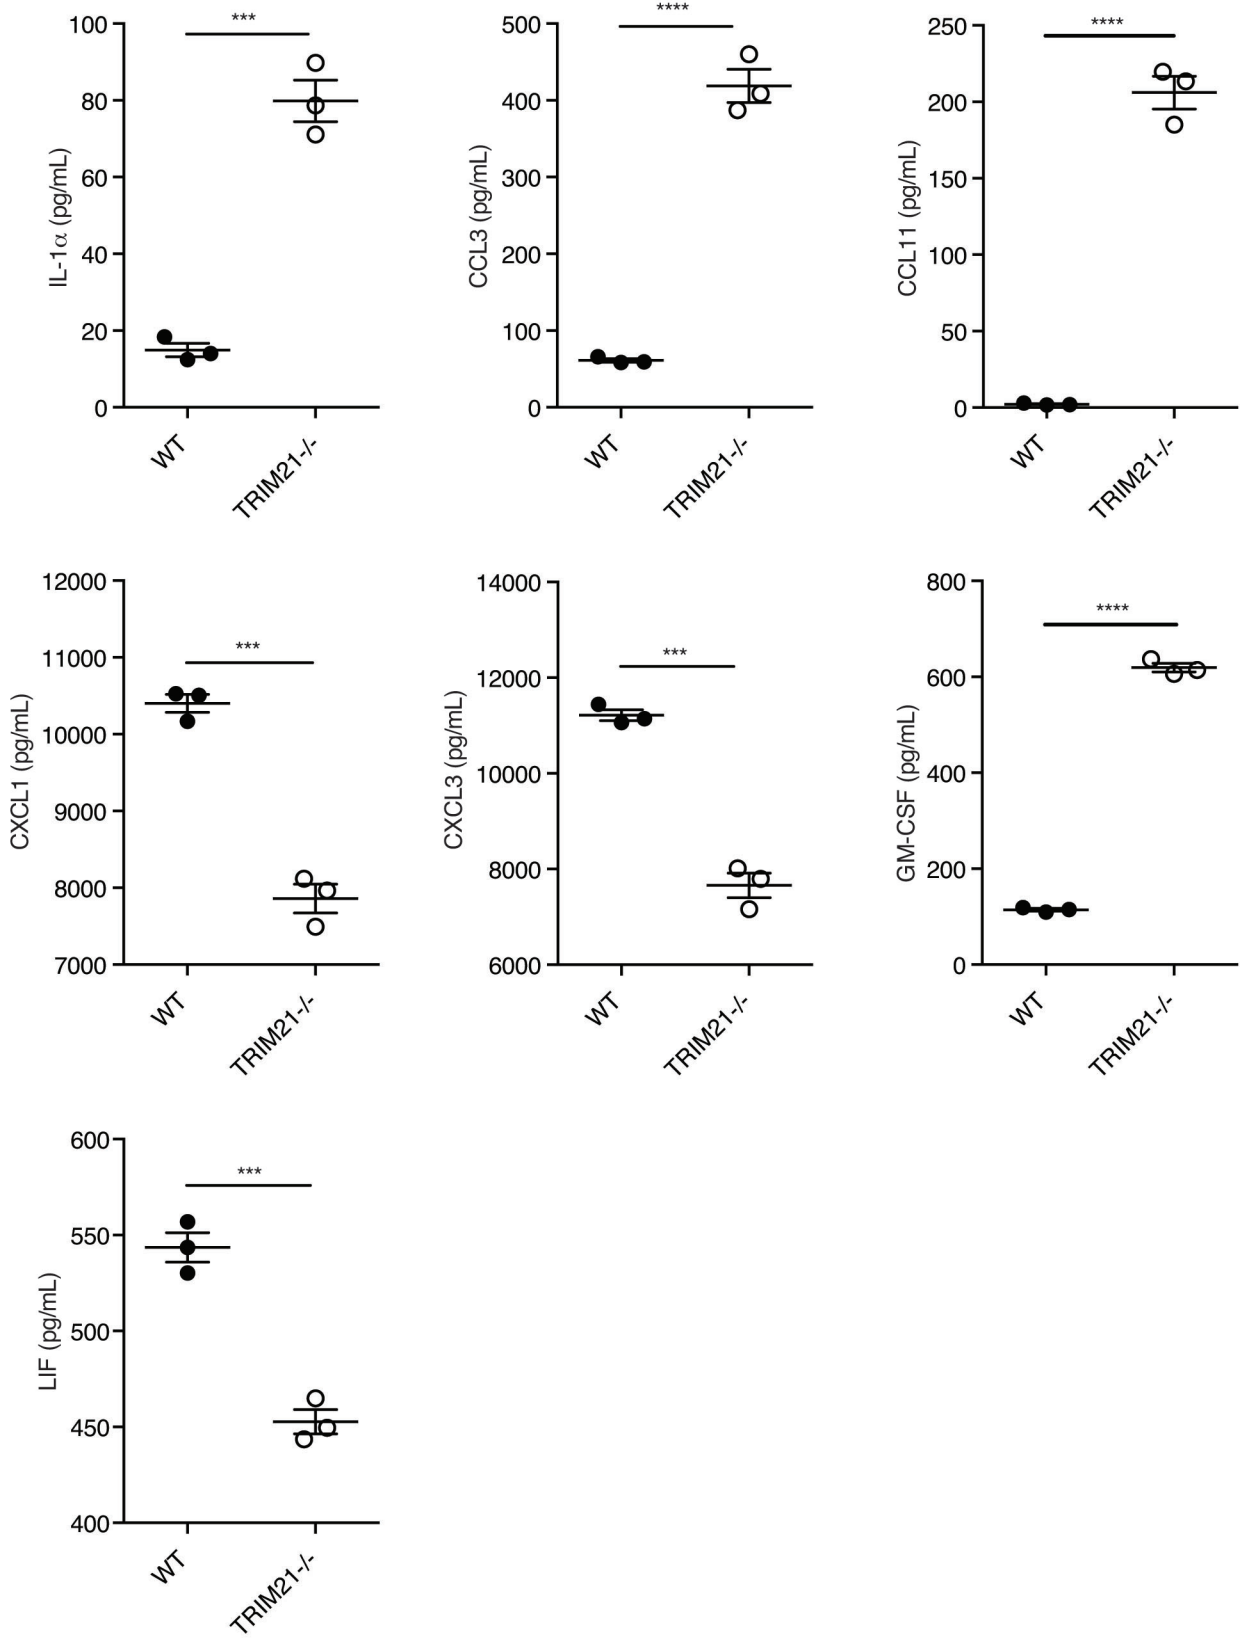 IL-1α (pg/mL)
100
80
60
40
20
0
***
WT
TRIM21-/-
CCL3 (pg/mL)
500
400
300
200
100
0
****
WT
TRIM21-/-
CCL11 (pg/mL)
250
200
150
100
50
0
****
WT
TRIM21-/-
CXCL1 (pg/mL)
12000
11000
10000
9000
8000
7000
***
WT
TRIM21-/-
CXCL3 (pg/mL)
14000
12000
10000
8000
6000
***
WT
TRIM21-/-
GM-CSF (pg/mL)
800
600
400
200
0
****
WT
TRIM21-/-
LIF (pg/mL)
600
550
500
450
400
***
WT
TRIM21-/-